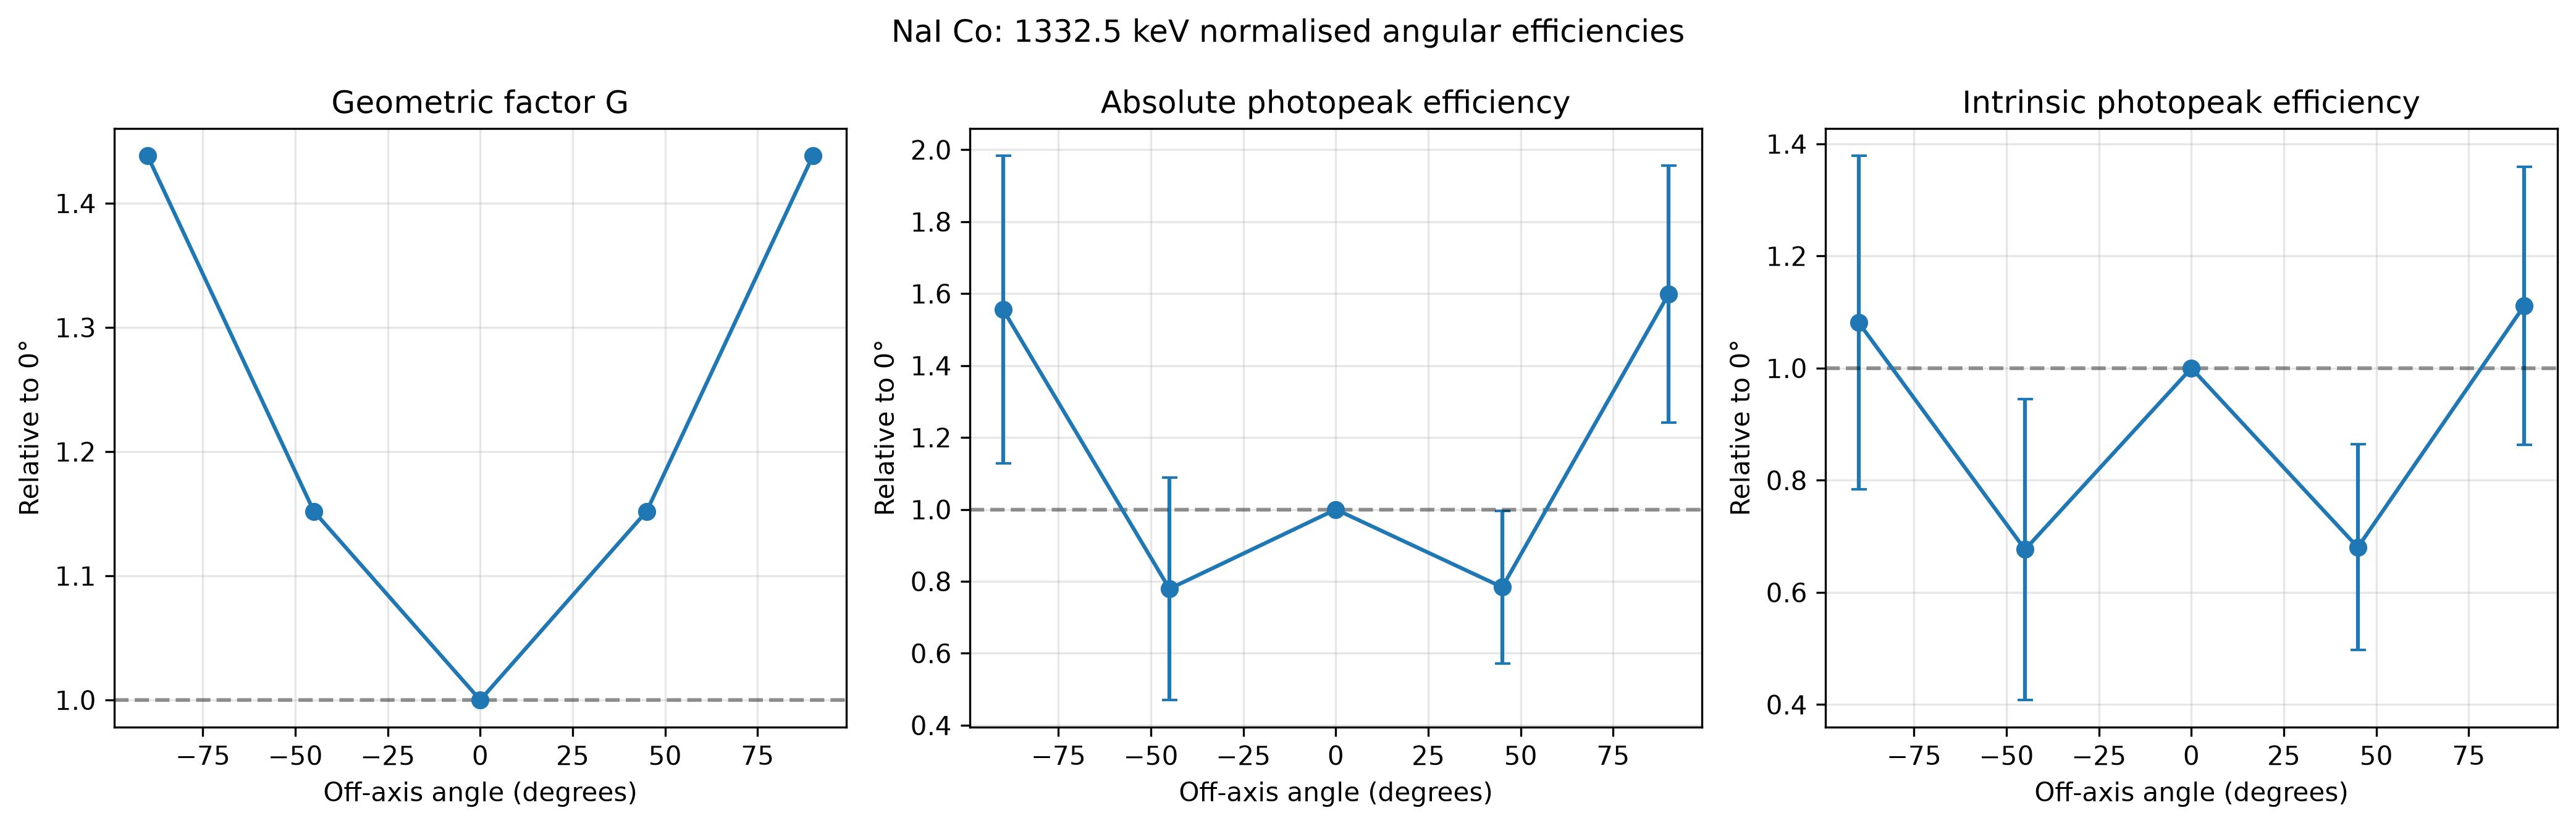 NaI Co: 1332.5 keV normalised angular efficiencies
Geometric factor G
Relative to 0°
1.4
1.3
1.2
1.1
1.0
−75 −50 −25 0 25 50 75
Off-axis angle (degrees)
Absolute photopeak efficiency
Relative to 0°
2.0
1.8
1.6
1.4
1.2
1.0
0.8
0.6
0.4
−75 −50 −25 0 25 50 75
Off-axis angle (degrees)
Intrinsic photopeak efficiency
Relative to 0°
1.4
1.2
1.0
0.8
0.6
0.4
−75 −50 −25 0 25 50 75
Off-axis angle (degrees)